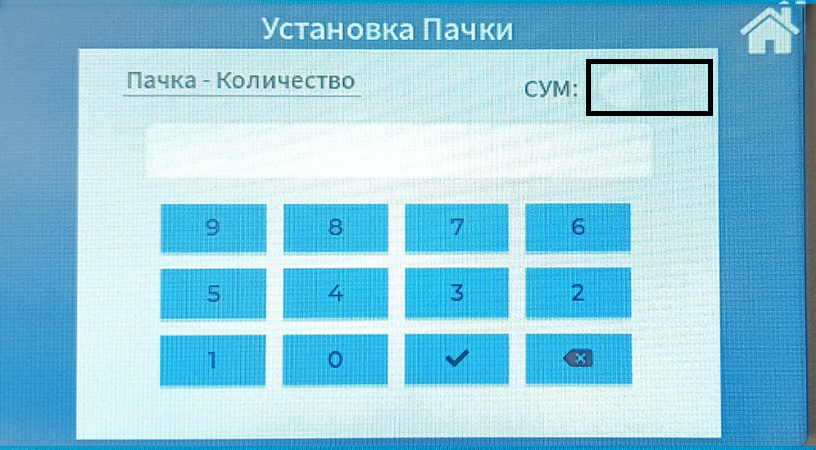 Установка Пачки
Пачка - Количество
СУМ:
9 8 7 6
5 4 3 2
1 0